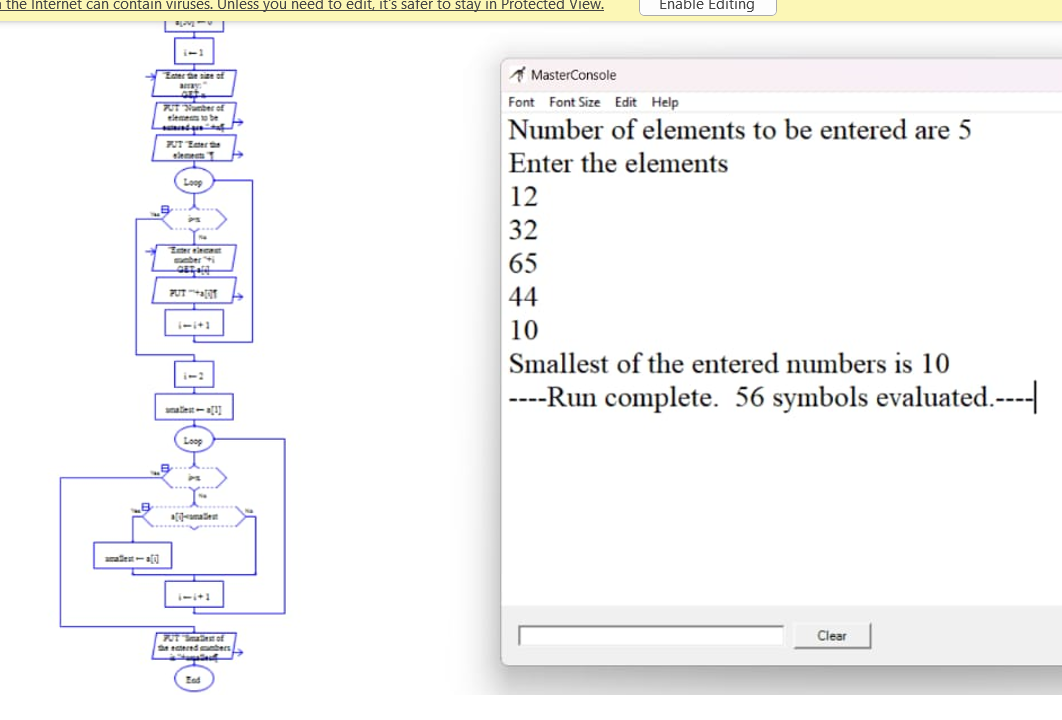 the Internet can contain viruses. Unless you need to edit, it's safer to stay in Protected View.
Enable Editing
i←1
"Enter the size of
array:"
GET n
PUT "Number of
elements to be
entered are "+n¶
PUT "Enter the
elements "¶
Loop
Yes
i>n
No
"Enter element
number "+i
GET a[i]
PUT ""+a[i]¶
i←i+1
i←2
smallest ← a[1]
Loop
Yes
i>n
No
Yes
a[i]<smallest
No
smallest ← a[i]
i←i+1
PUT "Smallest of
the entered numbers
is "+smallest¶
End
MasterConsole
Font Font Size Edit Help
Number of elements to be entered are 5
Enter the elements
12
32
65
44
10
Smallest of the entered numbers is 10
----Run complete. 56 symbols evaluated.----
Clear